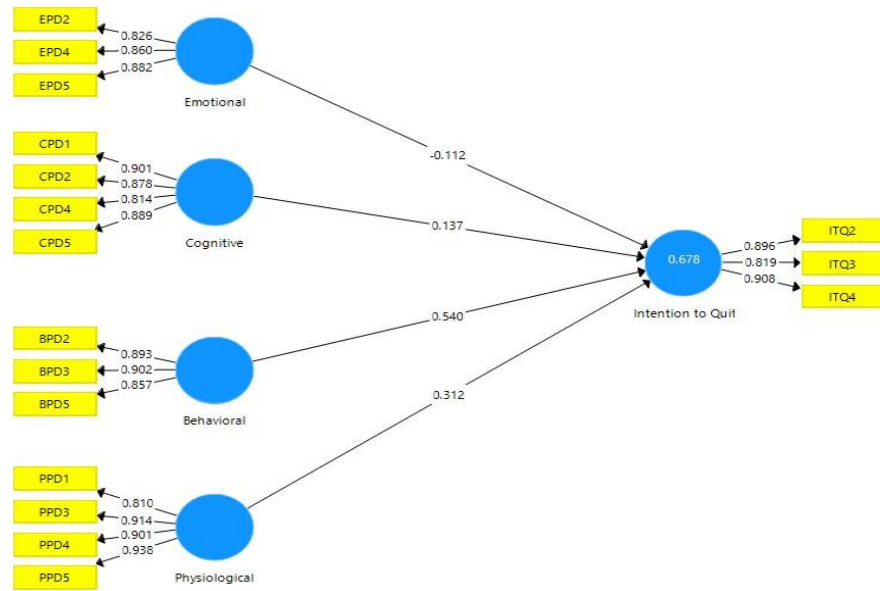 EPD2
0.826
EPD4
0.860
EPD5
0.882
Emotional
-0.112
CPD1
0.901
CPD2
0.878
CPD4
0.814
CPD5
0.889
Cognitive
0.137
0.678
Intention to Quit
ITQ2
0.896
ITQ3
0.819
ITQ4
0.908
BPD2
0.893
BPD3
0.902
BPD5
0.857
Behavioral
0.540
PPD1
0.810
PPD3
0.914
PPD4
0.901
PPD5
0.938
Physiological
0.312